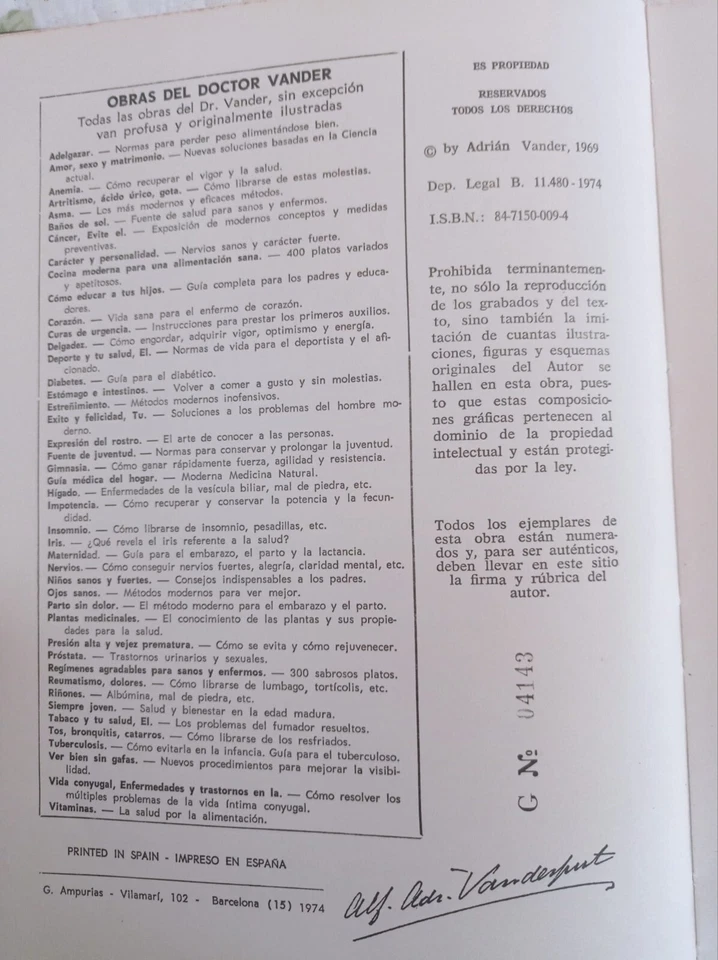 OBRAS DEL DOCTOR VANDER
Todas las obras del Dr. Vander, sin excepción
van profusa y originalmente ilustradas
Adelgazar. — Normas para perder peso alimentándose bien.
Amor, sexo y matrimonio. — Nuevas soluciones basadas en la Ciencia
actual.
Anemia. — Cómo recuperar el vigor y la salud.
Artritismo, ácido úrico, gota. — Cómo librarse de estas molestias.
Asma. — Los más modernos y eficaces métodos.
Baños de sol. — Fuente de salud para sanos y enfermos.
Cáncer, Evite el. — Exposición de modernos conceptos y medidas
preventivas.
Carácter y personalidad. — Nervios sanos y carácter fuerte.
Cocina moderna para una alimentación sana. — 400 platos variados
y apetitosos.
Cómo educar a tus hijos. — Guía completa para los padres y educa-
dores.
Corazón. — Vida sana para el enfermo de corazón.
Curas de urgencia. — Instrucciones para prestar los primeros auxilios.
Delgadez. — Cómo engordar, adquirir vigor, optimismo y energía.
Deporte y tu salud, El. — Normas de vida para el deportista y el afi-
cionado.
Diabetes. — Guía para el diabético.
Estómago e intestinos. — Volver a comer a gusto y sin molestias.
Estreñimiento. — Métodos modernos inofensivos.
Exito y felicidad, Tu. — Soluciones a los problemas del hombre mo-
derno.
Expresión del rostro. — El arte de conocer a las personas.
Fuente de juventud. — Normas para conservar y prolongar la juventud.
Gimnasia. — Cómo ganar rápidamente fuerza, agilidad y resistencia.
Guía médica del hogar. — Moderna Medicina Natural.
Hígado. — Enfermedades de la vesícula biliar, mal de piedra, etc.
Impotencia. — Cómo recuperar y conservar la potencia y la fecun-
didad.
Insomnio. — Cómo librarse de insomnio, pesadillas, etc.
Iris. — ¿Qué revela el iris referente a la salud?
Maternidad. — Guía para el embarazo, el parto y la lactancia.
Nervios. — Cómo conseguir nervios fuertes, alegría, claridad mental, etc.
Niños sanos y fuertes. — Consejos indispensables a los padres.
Ojos sanos. — Métodos modernos para ver mejor.
Parto sin dolor. — El método moderno para el embarazo y el parto.
Plantas medicinales. — El conocimiento de las plantas y sus propie-
dades para la salud.
Presión alta y vejez prematura. — Cómo se evita y cómo rejuvenecer.
Próstata. — Trastornos urinarios y sexuales.
Regímenes agradables para sanos y enfermos. — 300 sabrosos platos.
Reumatismo, dolores. — Cómo librarse de lumbago, tortícolis, etc.
Riñones. — Albúmina, mal de piedra, etc.
Siempre joven. — Salud y bienestar en la edad madura.
Tabaco y tu salud, El. — Los problemas del fumador resueltos.
Tos, bronquitis, catarros. — Cómo librarse de los resfriados.
Tuberculosis. — Cómo evitarla en la infancia. Guía para el tuberculoso.
Ver bien sin gafas. — Nuevos procedimientos para mejorar la visibi-
lidad.
Vida conyugal, Enfermedades y trastornos en la. — Cómo resolver los
múltiples problemas de la vida íntima conyugal.
Vitaminas. — La salud por la alimentación.
PRINTED IN SPAIN - IMPRESO EN ESPAÑA
G. Ampurias - Vilamarí, 102 - Barcelona (15) 1974
ES PROPIEDAD
RESERVADOS
TODOS LOS DERECHOS
© by Adrián Vander, 1969
Dep. Legal B. 11.480 - 1974
I.S.B.N.: 84-7150-009-4
Prohibida terminantemen-
te, no sólo la reproducción
de los grabados y del tex-
to, sino también la imi-
tación de cuantas ilustra-
ciones, figuras y esquemas
originales del Autor se
hallen en esta obra, pues-
to que estas composicio-
nes gráficas pertenecen al
dominio de la propiedad
intelectual y están protegi-
das por la ley.
Todos los ejemplares de
esta obra están numera-
dos y, para ser auténticos,
deben llevar en este sitio
la firma y rúbrica del
autor.
G Nº 04143
Alf. Adr. Vanderput